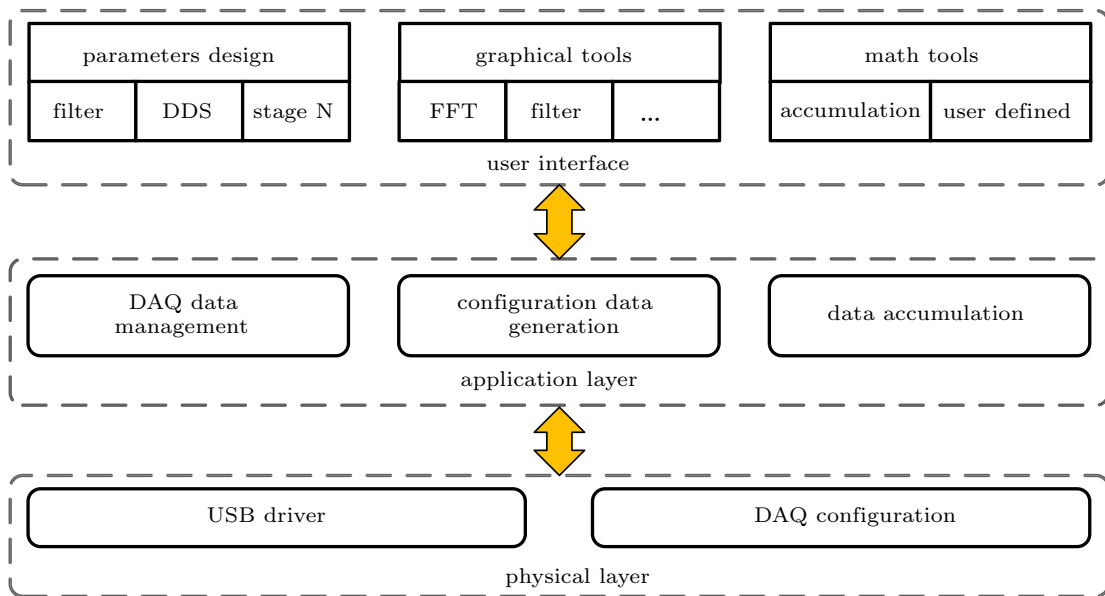 parameters design
graphical tools
math tools
filter
DDS
stage N
FFT
filter
...
accumulation
user defined
user interface
DAQ data
management
configuration data
generation
data accumulation
application layer
USB driver
DAQ configuration
physical layer